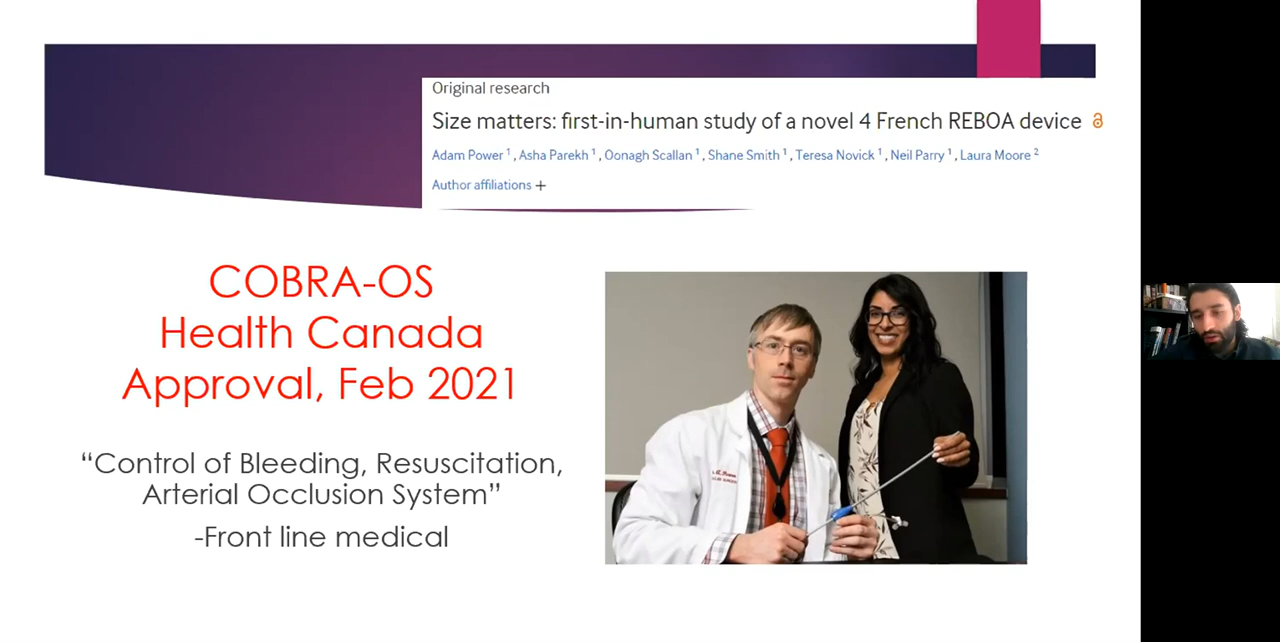 Original research
Size matters: first-in-human study of a novel 4 French REBOA device
Adam Power 1, Asha Parekh 1, Oonagh Scallan 1, Shane Smith 1, Teresa Novick 1, Neil Parry 1, Laura Moore 2
Author affiliations +
COBRA-OS
Health Canada
Approval, Feb 2021
“Control of Bleeding, Resuscitation,
Arterial Occlusion System”
-Front line medical